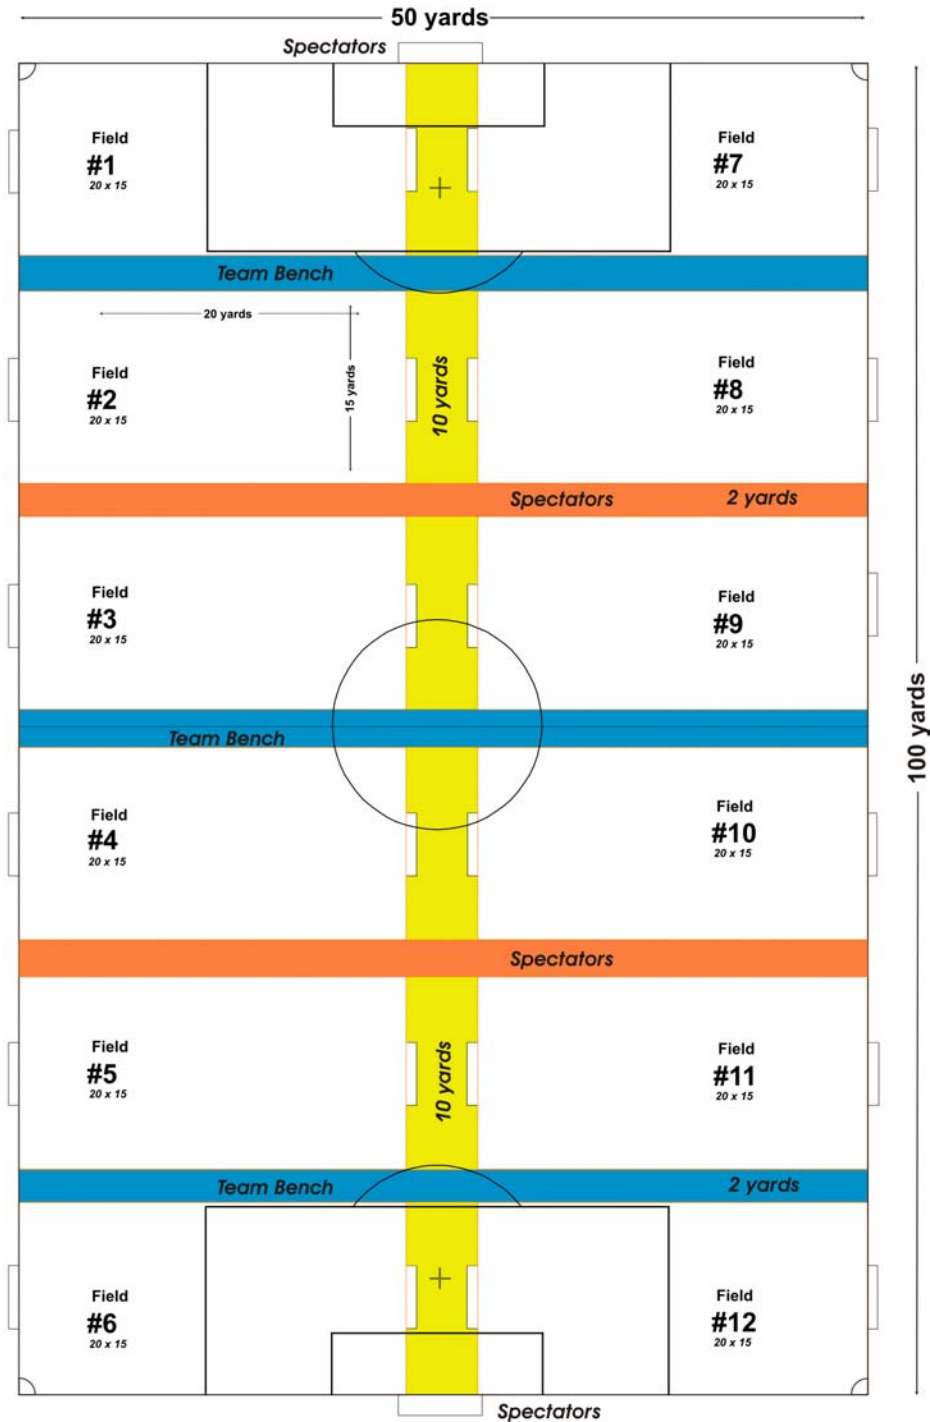 50 yards
Spectators
Field
#1
20 x 15
Field
#7
20 x 15
Team Bench
20 yards
15 yards
10 yards
Field
#2
20 x 15
Field
#8
20 x 15
Spectators
2 yards
Field
#3
20 x 15
Field
#9
20 x 15
100 yards
Team Bench
Field
#4
20 x 15
Field
#10
20 x 15
Spectators
Field
#5
20 x 15
10 yards
Field
#11
20 x 15
Team Bench
2 yards
Field
#6
20 x 15
Field
#12
20 x 15
Spectators